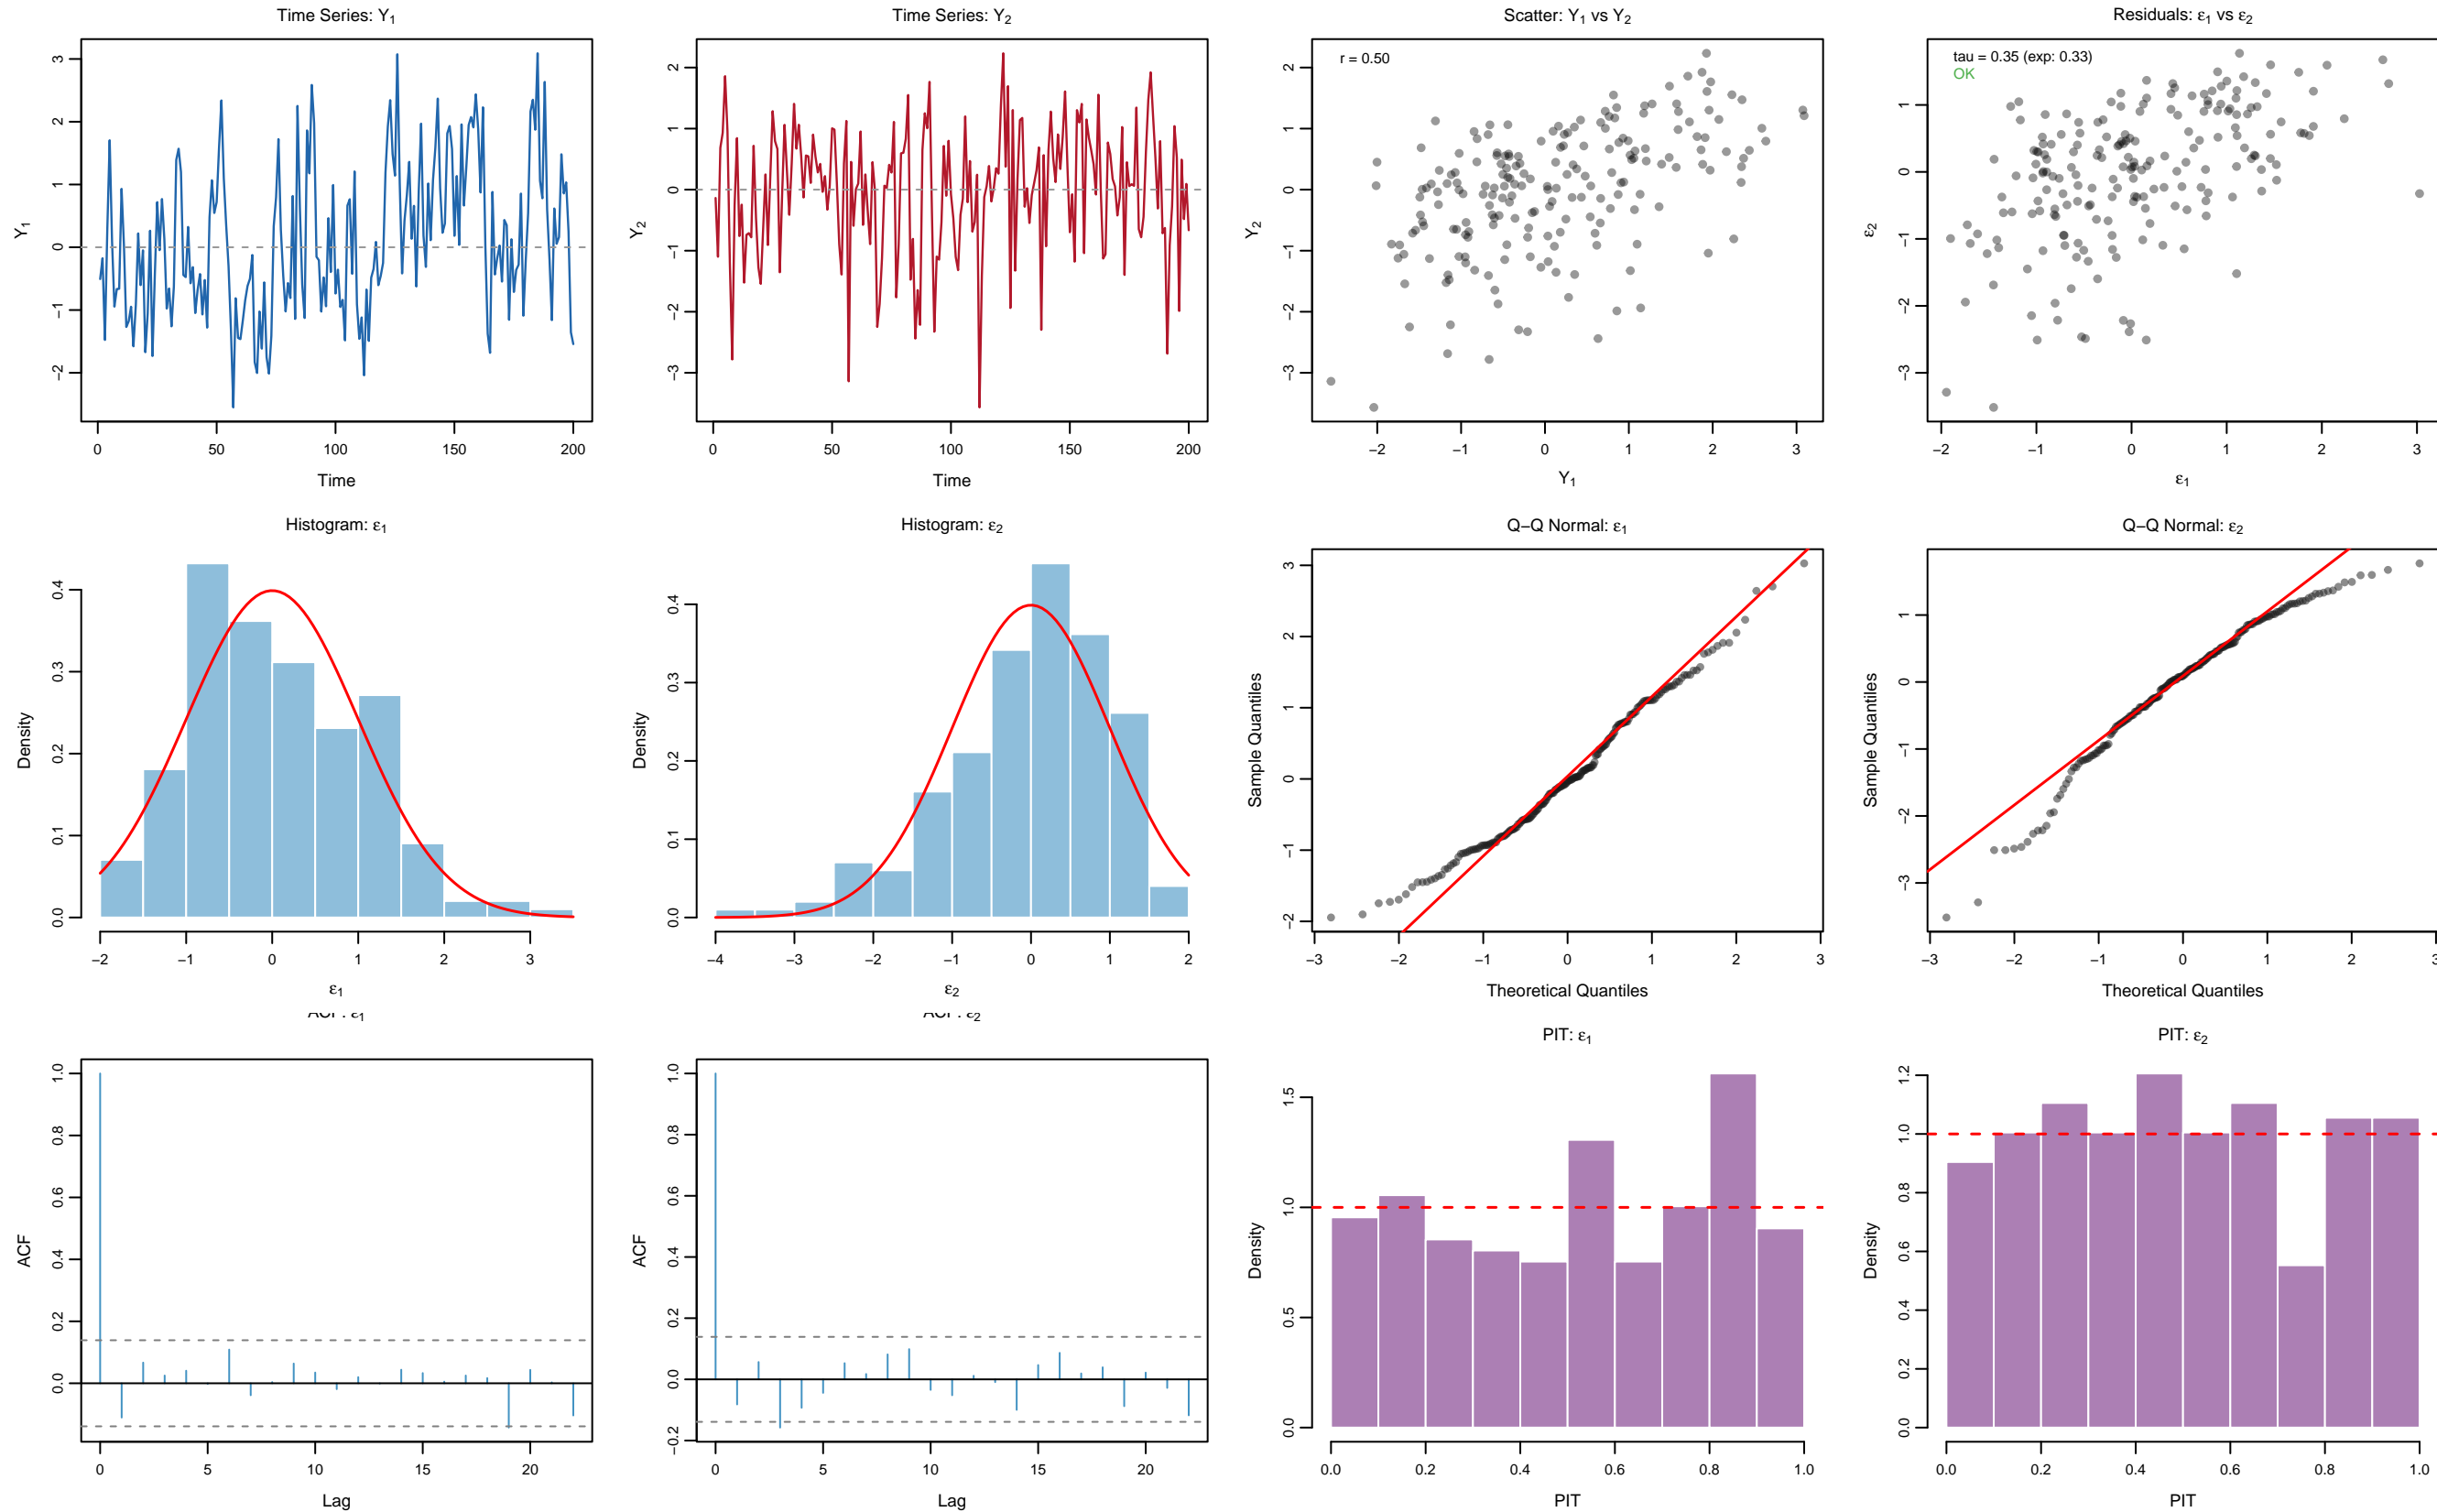 Time Series: Y1
Y1
3
2
1
0
−1
−2
0 50 100 150 200
Time
Time Series: Y2
Y2
2
1
0
−1
−2
−3
0 50 100 150 200
Time
Scatter: Y1 vs Y2
r = 0.50
Y2
2
1
0
−1
−2
−3
−2 −1 0 1 2 3
Y1
Residuals: ε1 vs ε2
tau = 0.35 (exp: 0.33)
OK
ε2
1
0
−1
−2
−3
−2 −1 0 1 2 3
ε1
Histogram: ε1
Density
0.4
0.3
0.2
0.1
0.0
−2 −1 0 1 2 3
ε1
Histogram: ε2
Density
0.4
0.3
0.2
0.1
0.0
−4 −3 −2 −1 0 1 2
ε2
Q−Q Normal: ε1
Sample Quantiles
3
2
1
0
−1
−2
−3 −2 −1 0 1 2 3
Theoretical Quantiles
Q−Q Normal: ε2
Sample Quantiles
1
0
−1
−2
−3
−3 −2 −1 0 1 2 3
Theoretical Quantiles
ACF: ε1
ACF
1.0
0.8
0.6
0.4
0.2
0.0
0 5 10 15 20
Lag
ACF: ε2
ACF
1.0
0.8
0.6
0.4
0.2
0.0
−0.2
0 5 10 15 20
Lag
PIT: ε1
Density
1.5
1.0
0.5
0.0
0.0 0.2 0.4 0.6 0.8 1.0
PIT
PIT: ε2
Density
1.2
1.0
0.8
0.6
0.4
0.2
0.0
0.0 0.2 0.4 0.6 0.8 1.0
PIT